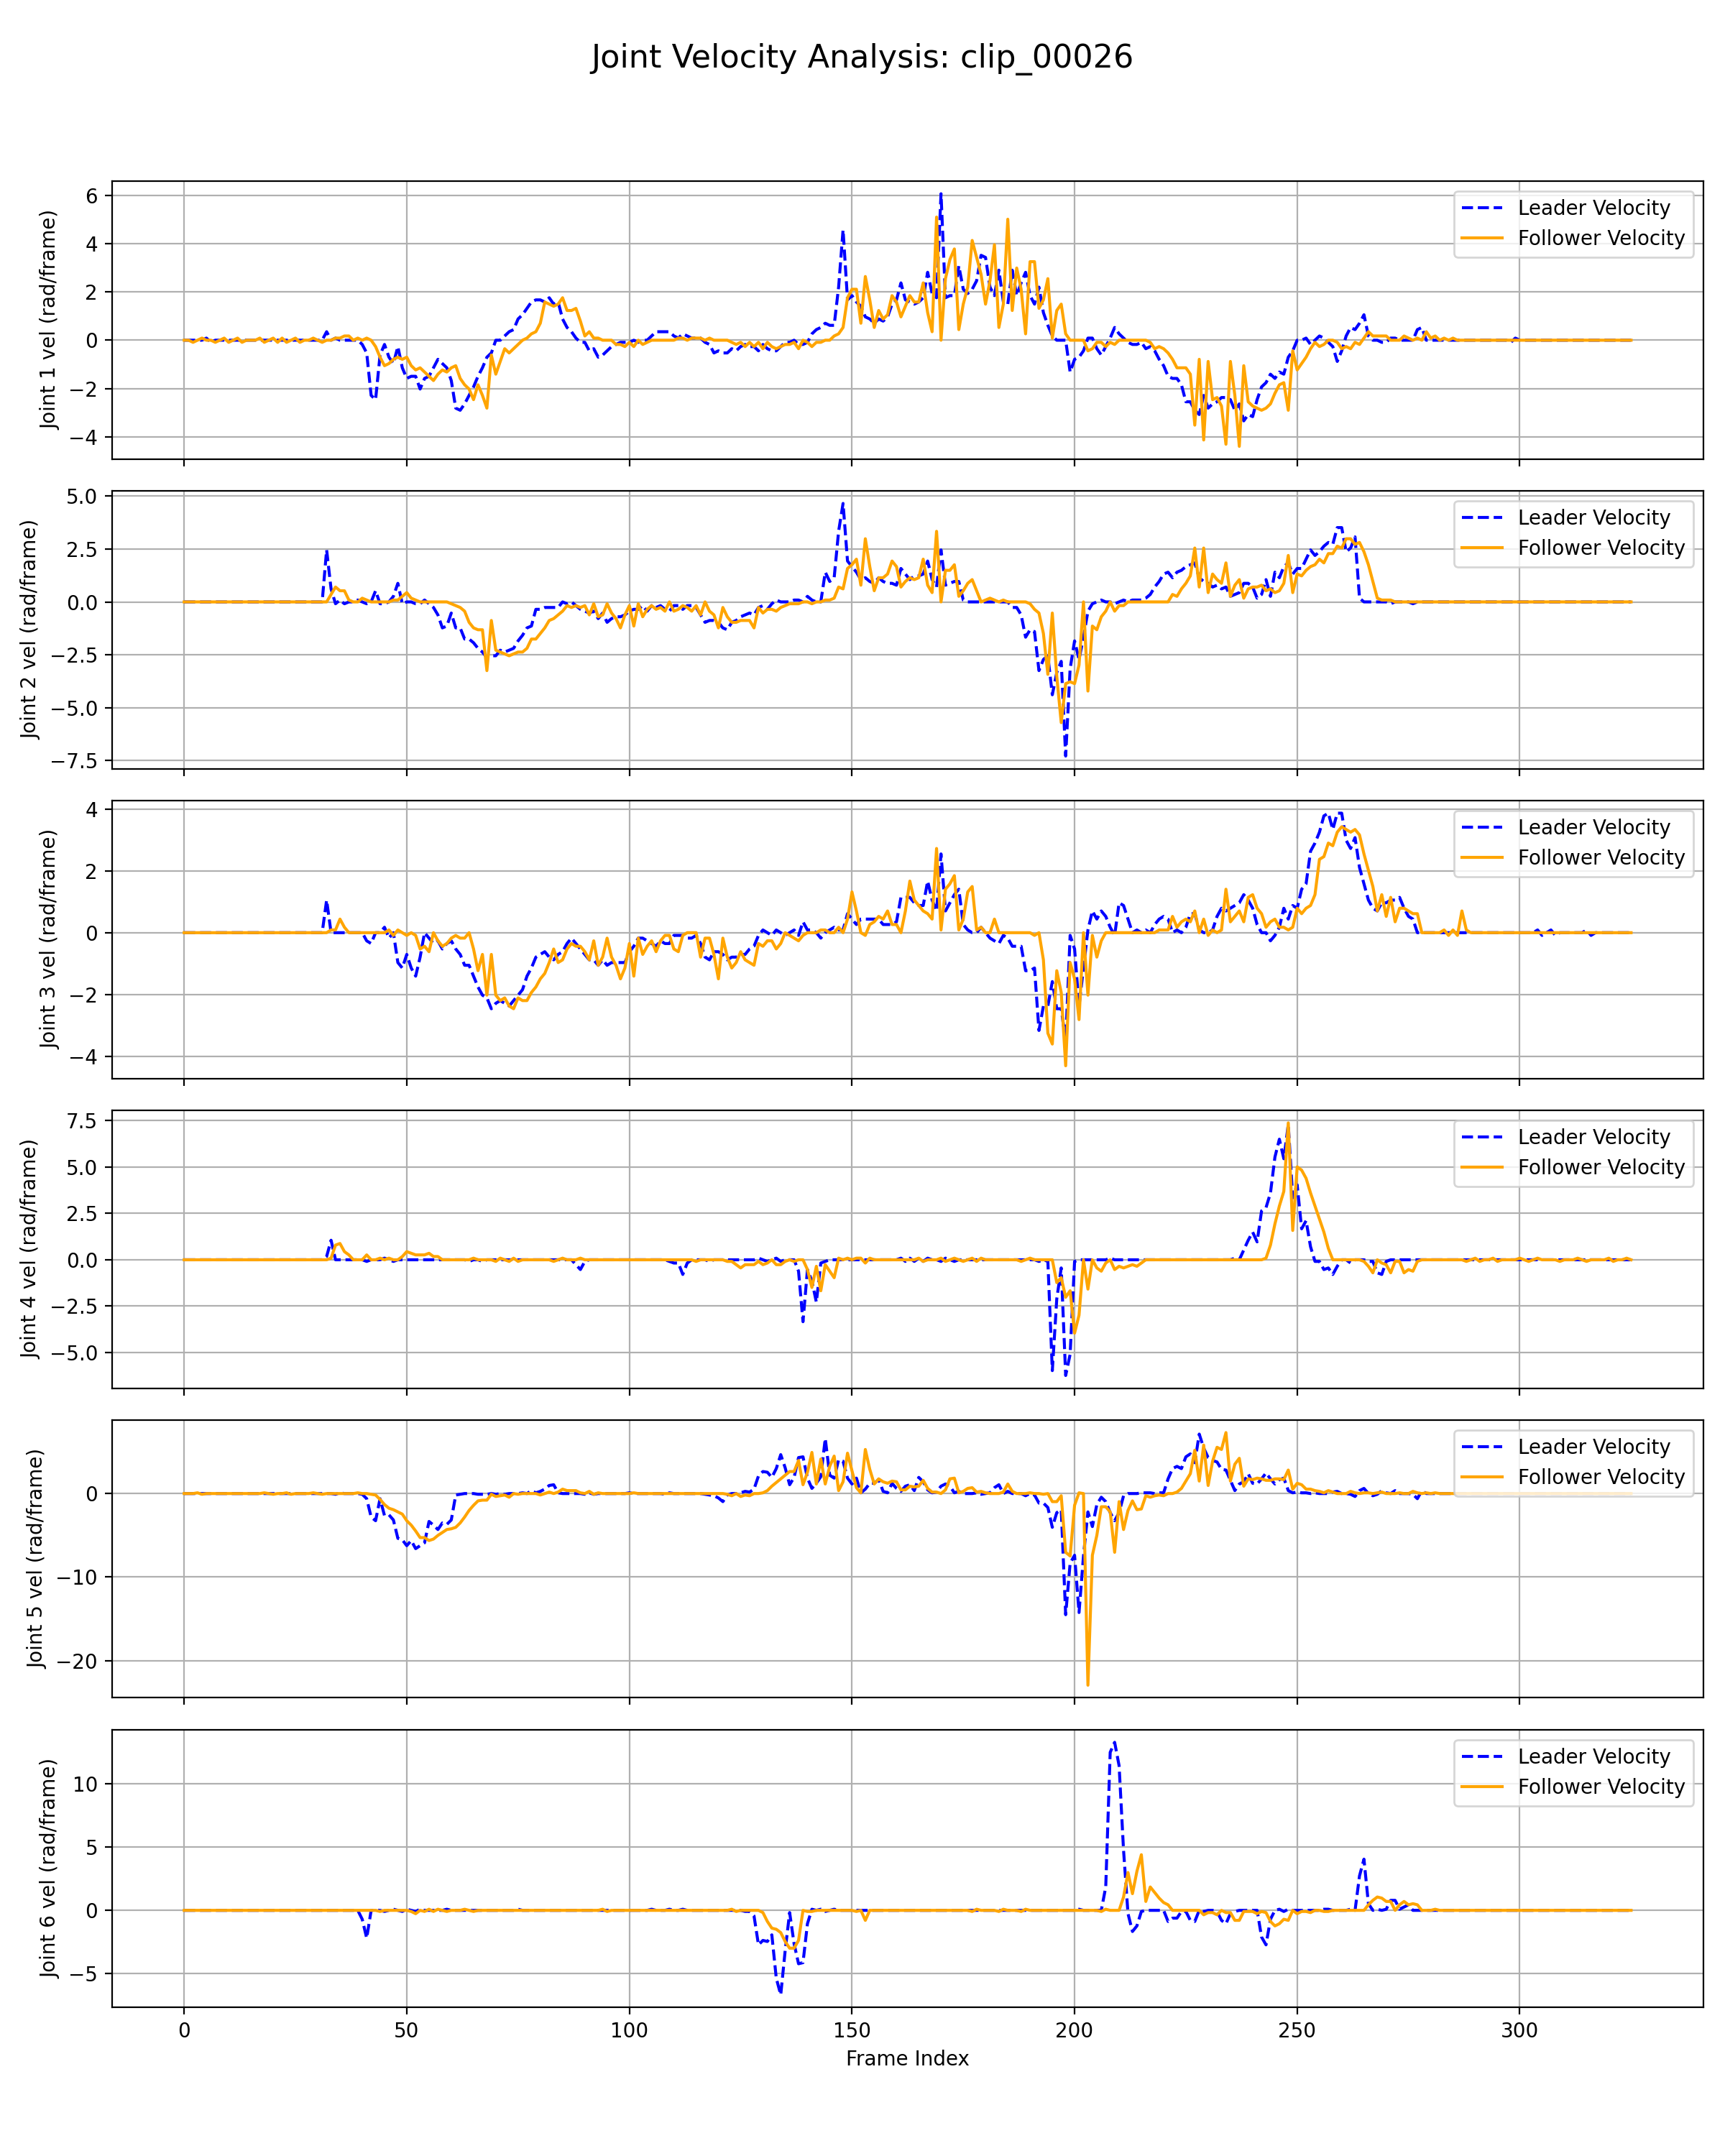 Joint Velocity Analysis: clip_00026
Joint 1 vel (rad/frame)
6
4
2
0
−2
−4
Leader Velocity
Follower Velocity
Joint 2 vel (rad/frame)
5.0
2.5
0.0
−2.5
−5.0
−7.5
Leader Velocity
Follower Velocity
Joint 3 vel (rad/frame)
4
2
0
−2
−4
Leader Velocity
Follower Velocity
Joint 4 vel (rad/frame)
7.5
5.0
2.5
0.0
−2.5
−5.0
Leader Velocity
Follower Velocity
Joint 5 vel (rad/frame)
0
−10
−20
Leader Velocity
Follower Velocity
Joint 6 vel (rad/frame)
10
5
0
−5
Leader Velocity
Follower Velocity
0 50 100 150 200 250 300
Frame Index